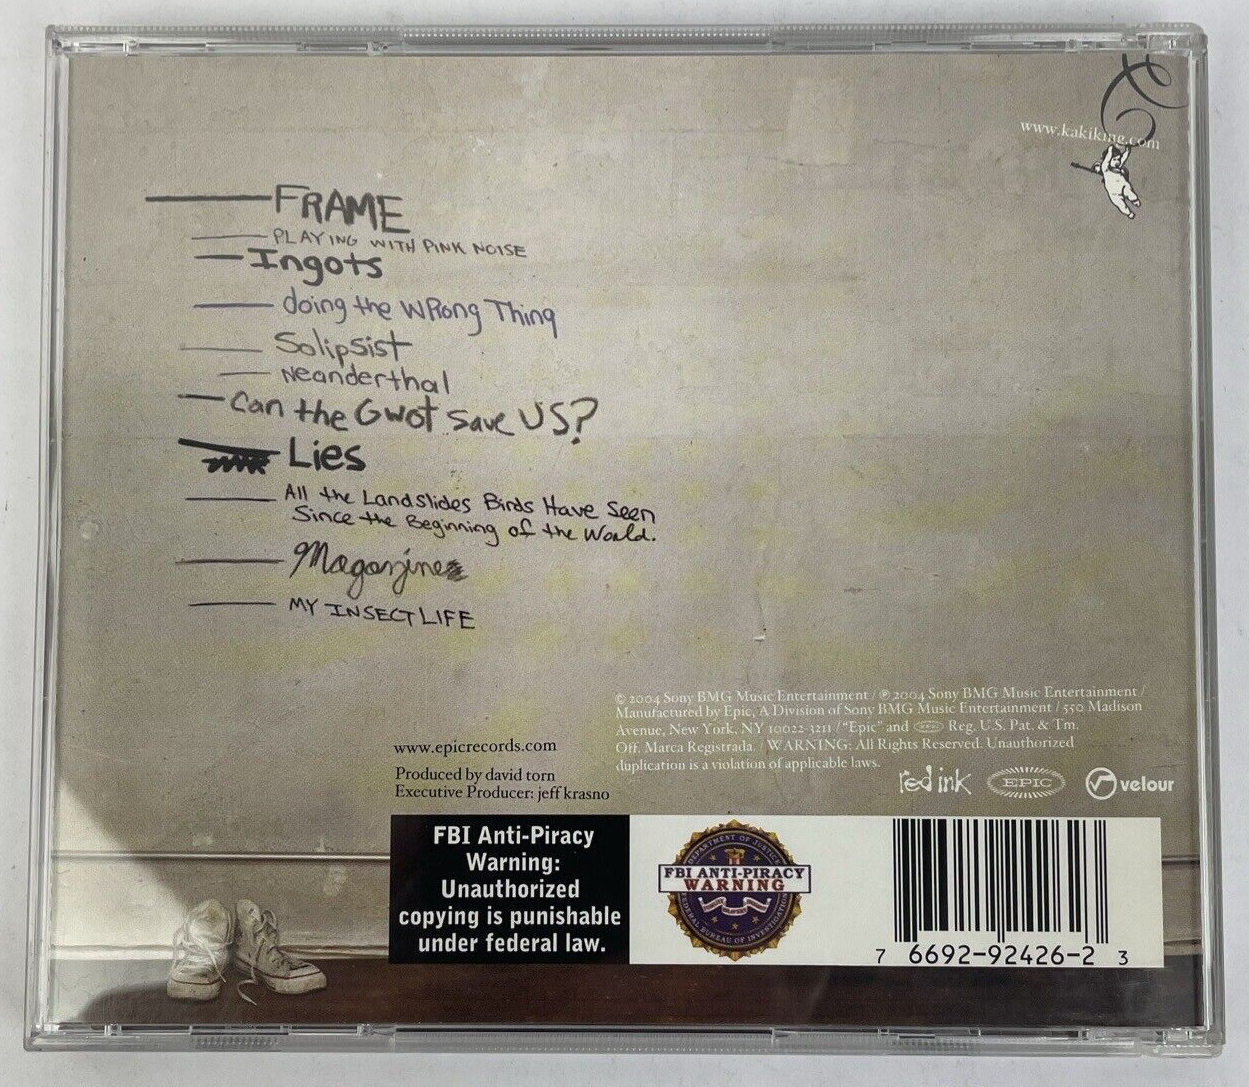 www.kakiking.com
FRAME
PLAYING WITH PINK NOISE
Ingots
doing the WRong Thing
Solipsist
Neanderthal
Can the Gwot Save US?
Lies
All the Landslides Birds Have Seen
Since the Beginning of the World.
Magazine
MY INSECT LIFE
© 2004 Sony BMG Music Entertainment / ℗ 2004 Sony BMG Music Entertainment /
Manufactured by Epic, A Division of Sony BMG Music Entertainment / 550 Madison
Avenue, New York, NY 10022-3211 / "Epic" and EPIC Reg. U.S. Pat. & Tm.
Off. Marca Registrada. / WARNING: All Rights Reserved. Unauthorized
duplication is a violation of applicable laws.
www.epicrecords.com
Produced by david torn
Executive Producer: jeff krasno
red ink
EPIC
velour
FBI Anti-Piracy
Warning:
Unauthorized
copying is punishable
under federal law.
DEPARTMENT OF JUSTICE
FBI ANTI-PIRACY
WARNING
FEDERAL BUREAU OF INVESTIGATION
7 6692-92426-2 3